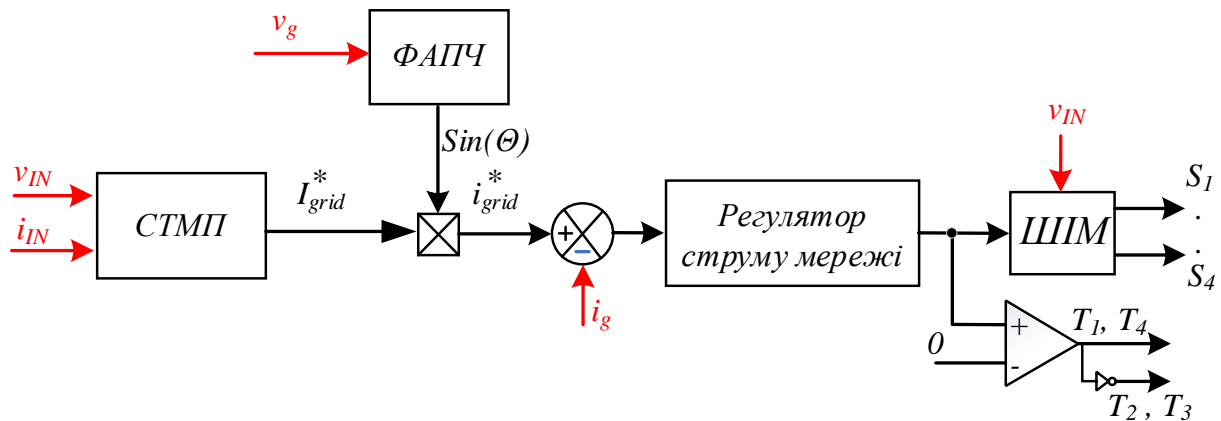 v_g
ФАПЧ
Sin(Θ)
v_IN
v_IN
i_IN
СТМП
I*_grid
i*_grid
+
-
i_g
Регулятор
струму мережі
ШІМ
S_1
.
.
S_4
0
+
-
T_1, T_4
T_2 , T_3